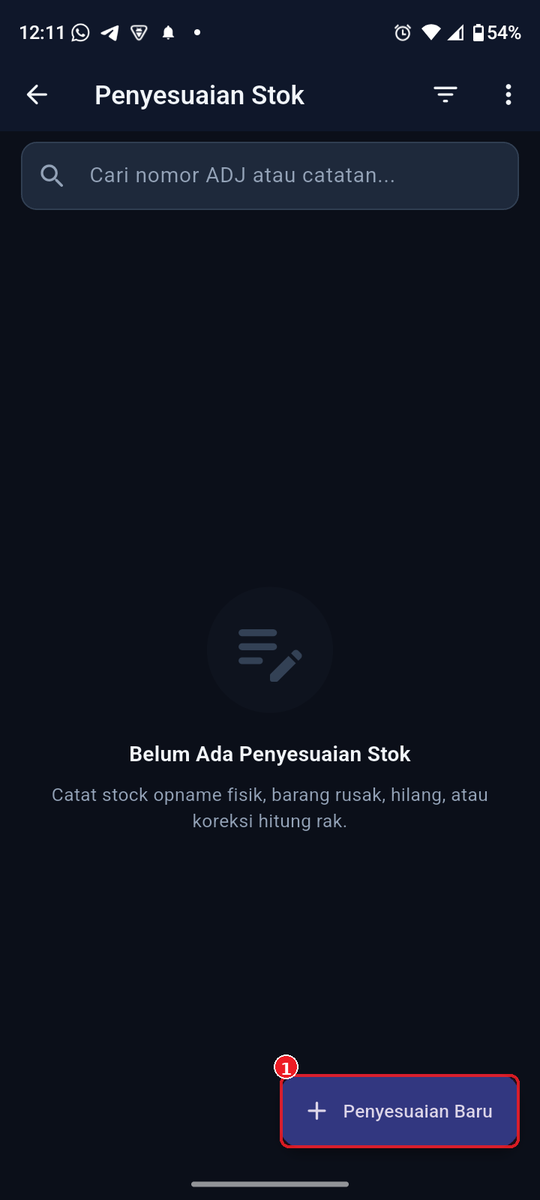 12:11
54%
Penyesuaian Stok
Cari nomor ADJ atau catatan...
Belum Ada Penyesuaian Stok
Catat stock opname fisik, barang rusak, hilang, atau
koreksi hitung rak.
1
Penyesuaian Baru